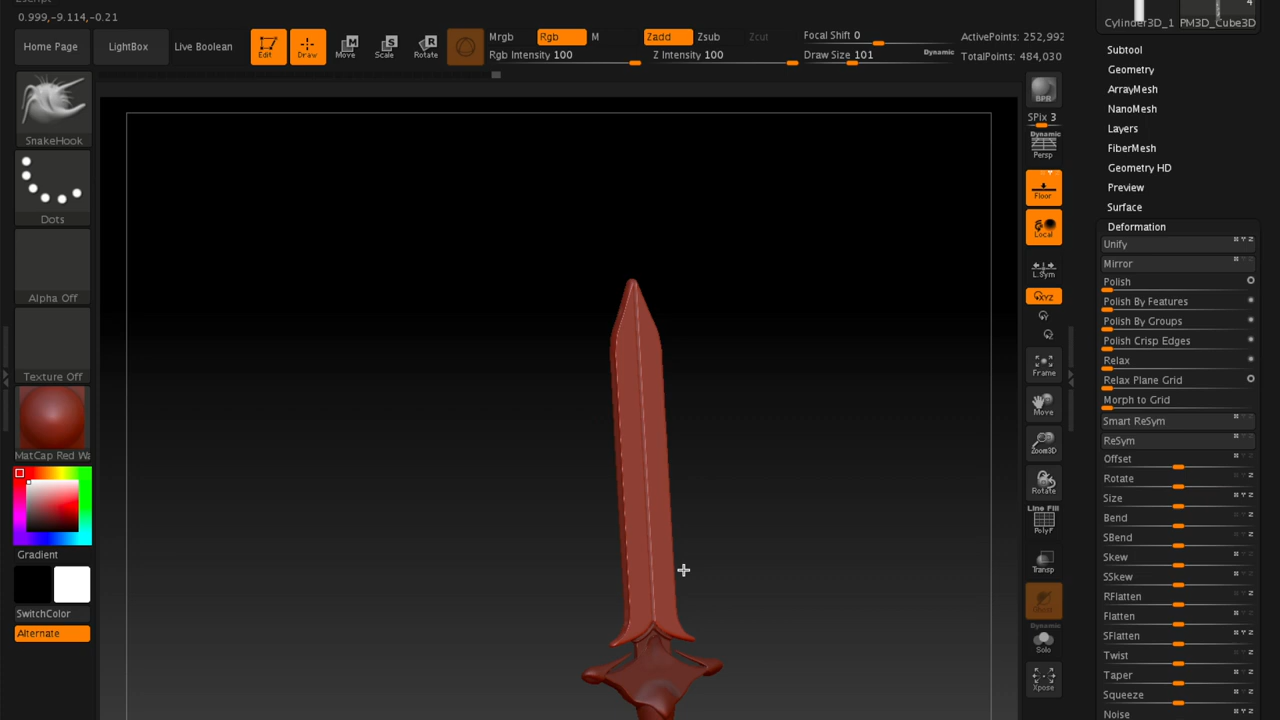 0.999,-9.114,-0.21
Home Page
LightBox
Live Boolean
Edit
Draw
Move
Scale
Rotate
Mrgb
Rgb
M
Rgb Intensity 100
Zadd
Zsub
Zcut
Z Intensity 100
Focal Shift 0
Draw Size 101
Dynamic
ActivePoints: 252,992
TotalPoints: 484,030
Cylinder3D_1
PM3D_Cube3D
4
SnakeHook
Dots
Alpha Off
Texture Off
MatCap Red Wa
Gradient
SwitchColor
Alternate
BPR
SPix 3
Dynamic
Persp
Floor
Local
L.Sym
XYZ
Y
Z
Frame
Move
Zoom3D
Rotate
Line Fill
PolyF
Transp
Ghost
Dynamic
Solo
Xpose
Subtool
Geometry
ArrayMesh
NanoMesh
Layers
FiberMesh
Geometry HD
Preview
Surface
Deformation
Unify
Mirror
Polish
Polish By Features
Polish By Groups
Polish Crisp Edges
Relax
Relax Plane Grid
Morph to Grid
Smart ReSym
ReSym
Offset
Rotate
Size
Bend
SBend
Skew
SSkew
RFlatten
Flatten
SFlatten
Twist
Taper
Squeeze
Noise